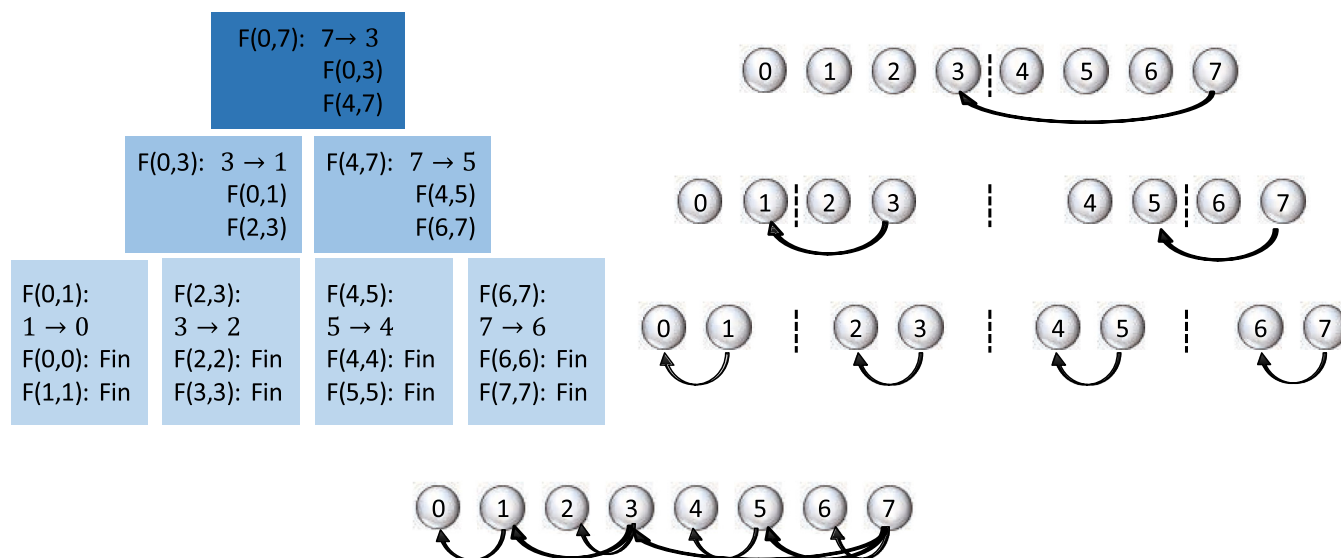 F(0,7): 7→ 3
F(0,3)
F(4,7)
F(0,3): 3 → 1
F(0,1)
F(2,3)
F(4,7): 7 → 5
F(4,5)
F(6,7)
F(0,1):
1 → 0
F(0,0): Fin
F(1,1): Fin
F(2,3):
3 → 2
F(2,2): Fin
F(3,3): Fin
F(4,5):
5 → 4
F(4,4): Fin
F(5,5): Fin
F(6,7):
7 → 6
F(6,6): Fin
F(7,7): Fin
0 1 2 3 4 5 6 7
0 1 2 3 4 5 6 7
0 1 2 3 4 5 6 7
0 1 2 3 4 5 6 7